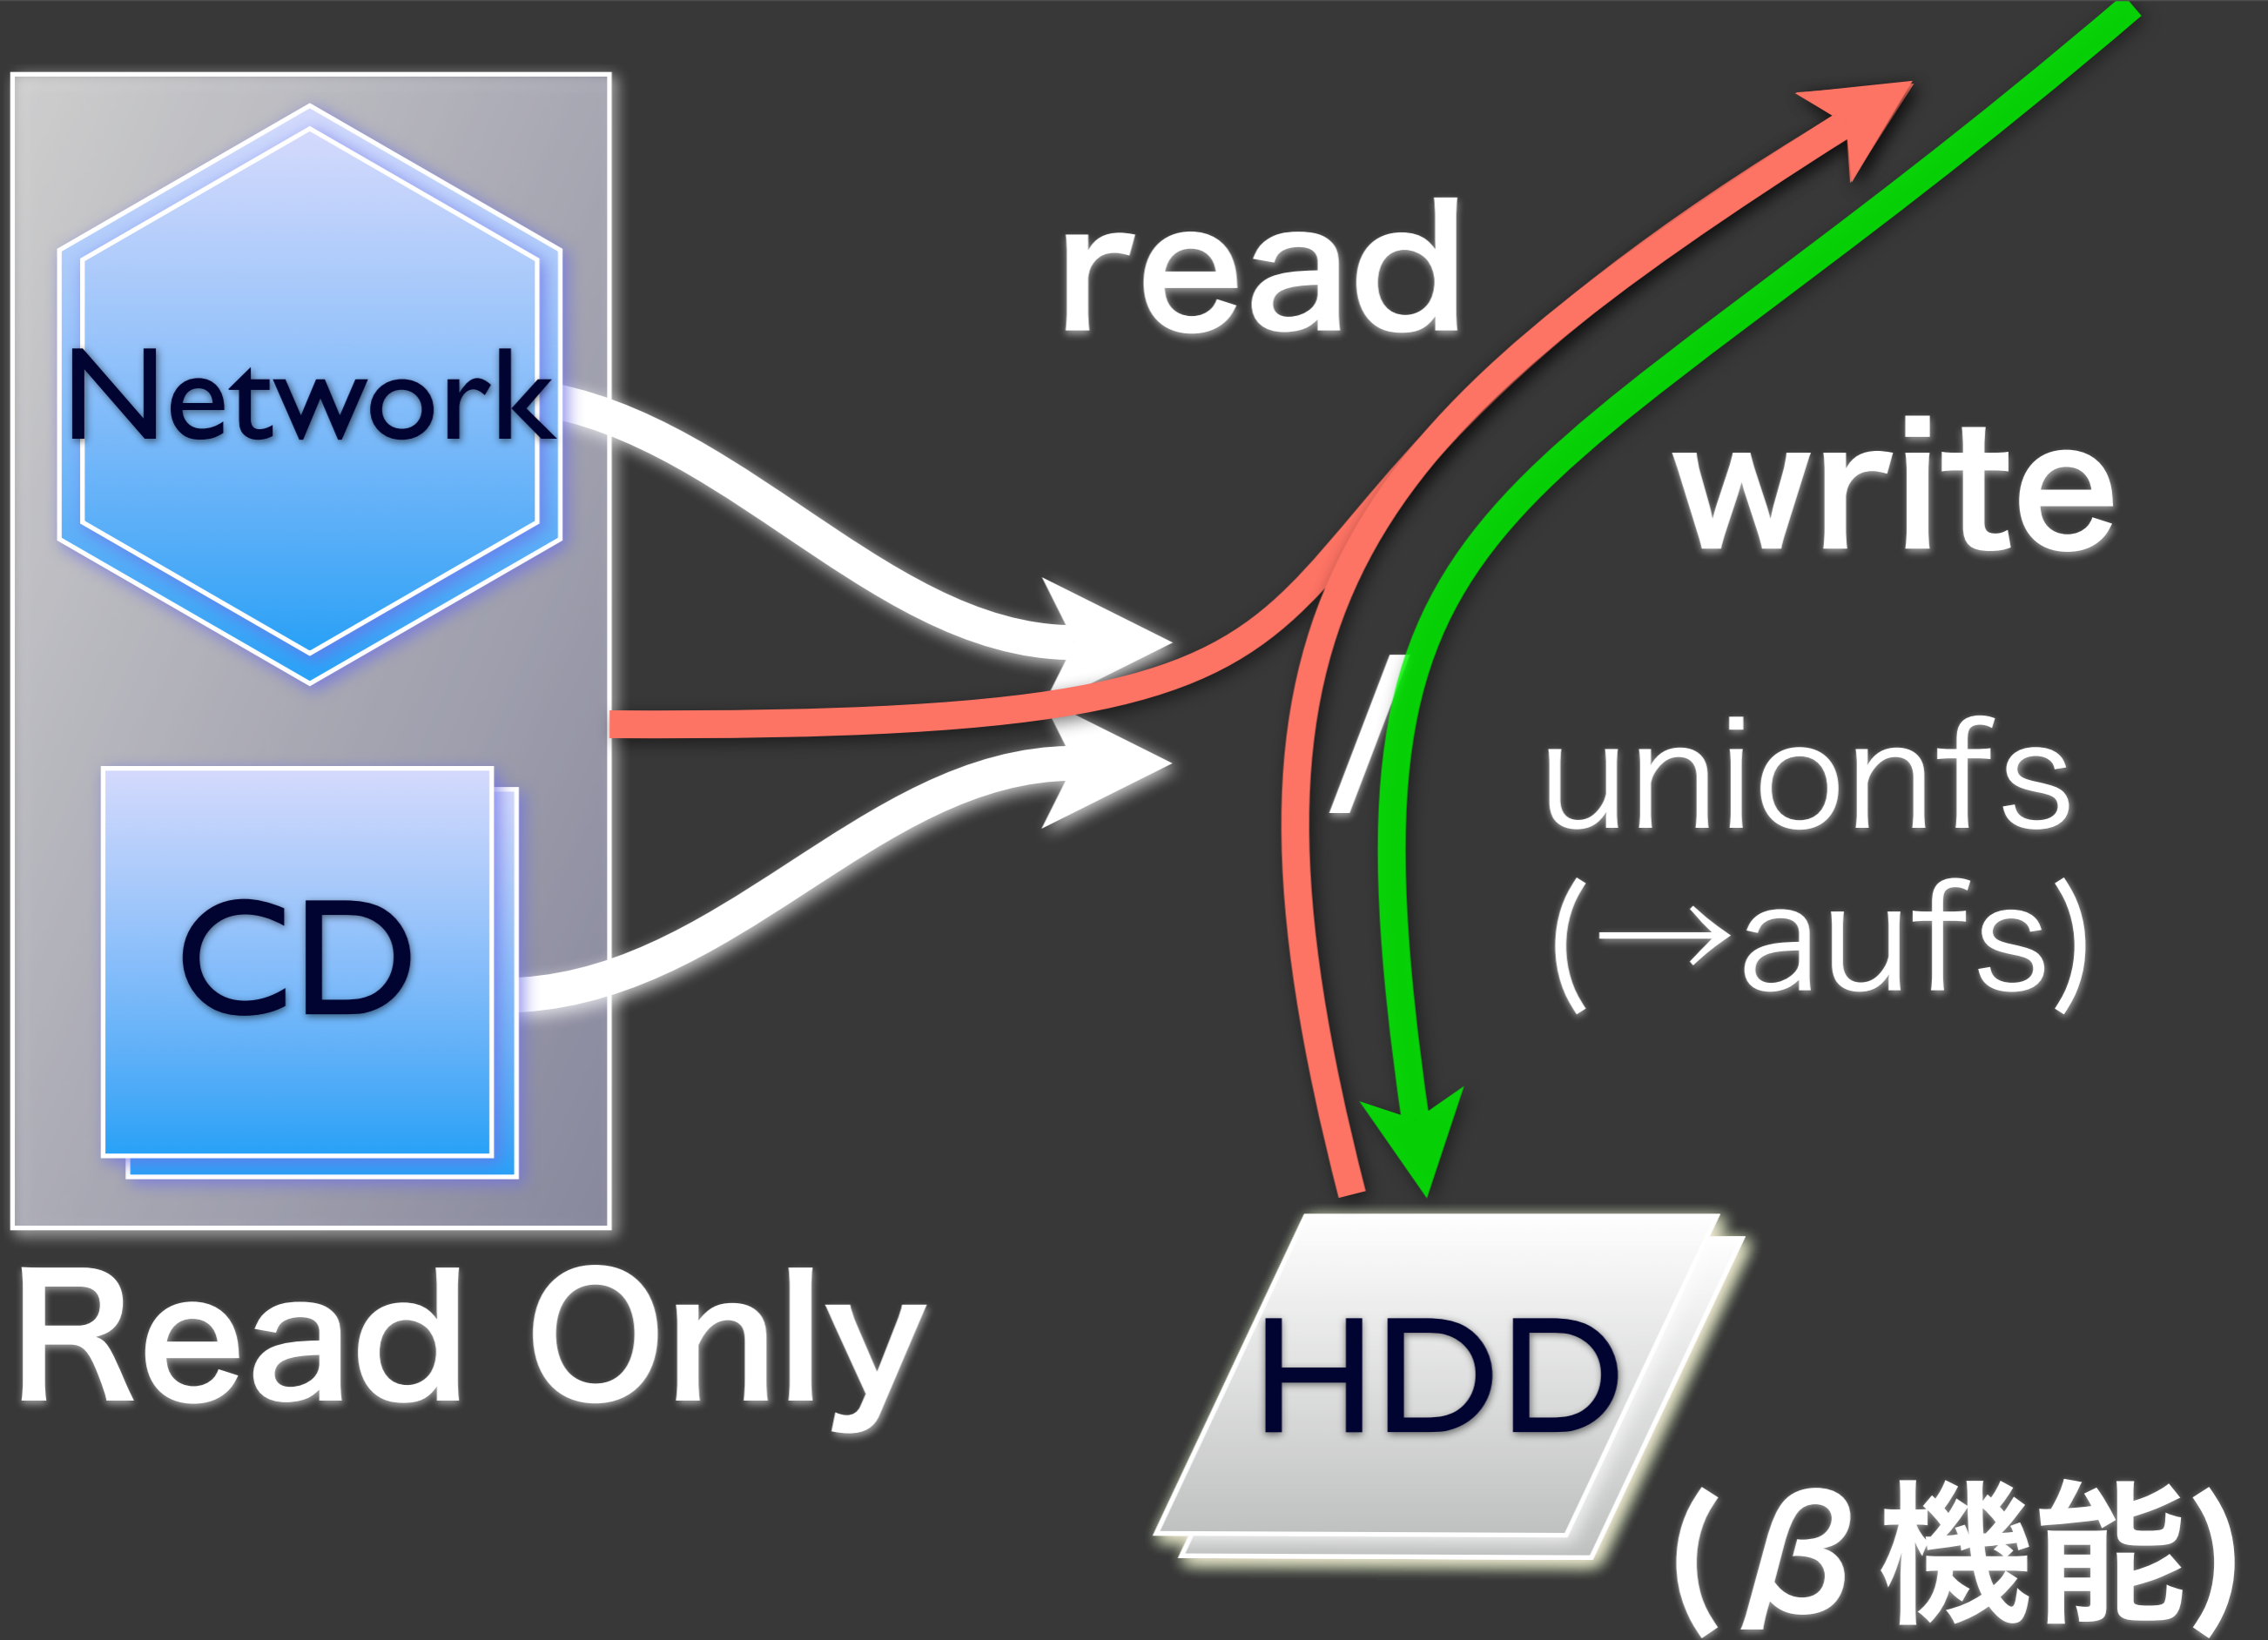 read
Network
write
/
unionfs
(→aufs)
CD
Read Only
HDD
(β機能)